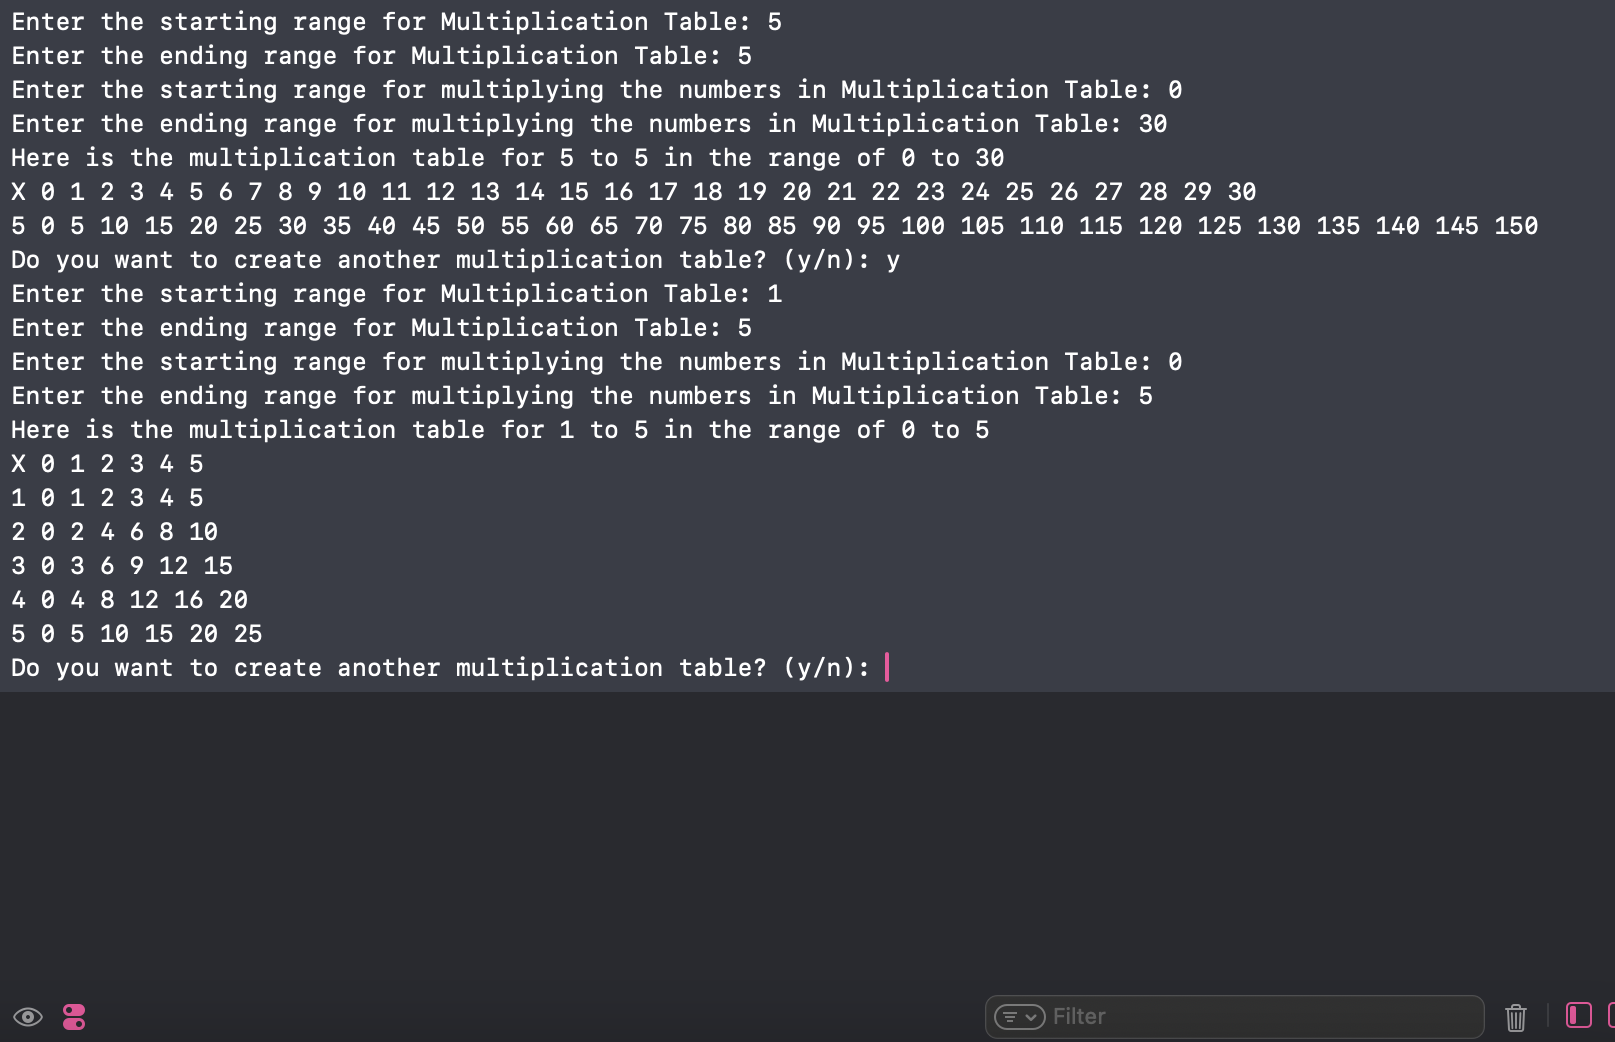 Enter the starting range for Multiplication Table: 5
Enter the ending range for Multiplication Table: 5
Enter the starting range for multiplying the numbers in Multiplication Table: 0
Enter the ending range for multiplying the numbers in Multiplication Table: 30
Here is the multiplication table for 5 to 5 in the range of 0 to 30
X 0 1 2 3 4 5 6 7 8 9 10 11 12 13 14 15 16 17 18 19 20 21 22 23 24 25 26 27 28 29 30
5 0 5 10 15 20 25 30 35 40 45 50 55 60 65 70 75 80 85 90 95 100 105 110 115 120 125 130 135 140 145 150
Do you want to create another multiplication table? (y/n): y
Enter the starting range for Multiplication Table: 1
Enter the ending range for Multiplication Table: 5
Enter the starting range for multiplying the numbers in Multiplication Table: 0
Enter the ending range for multiplying the numbers in Multiplication Table: 5
Here is the multiplication table for 1 to 5 in the range of 0 to 5
X 0 1 2 3 4 5
1 0 1 2 3 4 5
2 0 2 4 6 8 10
3 0 3 6 9 12 15
4 0 4 8 12 16 20
5 0 5 10 15 20 25
Do you want to create another multiplication table? (y/n):
Filter